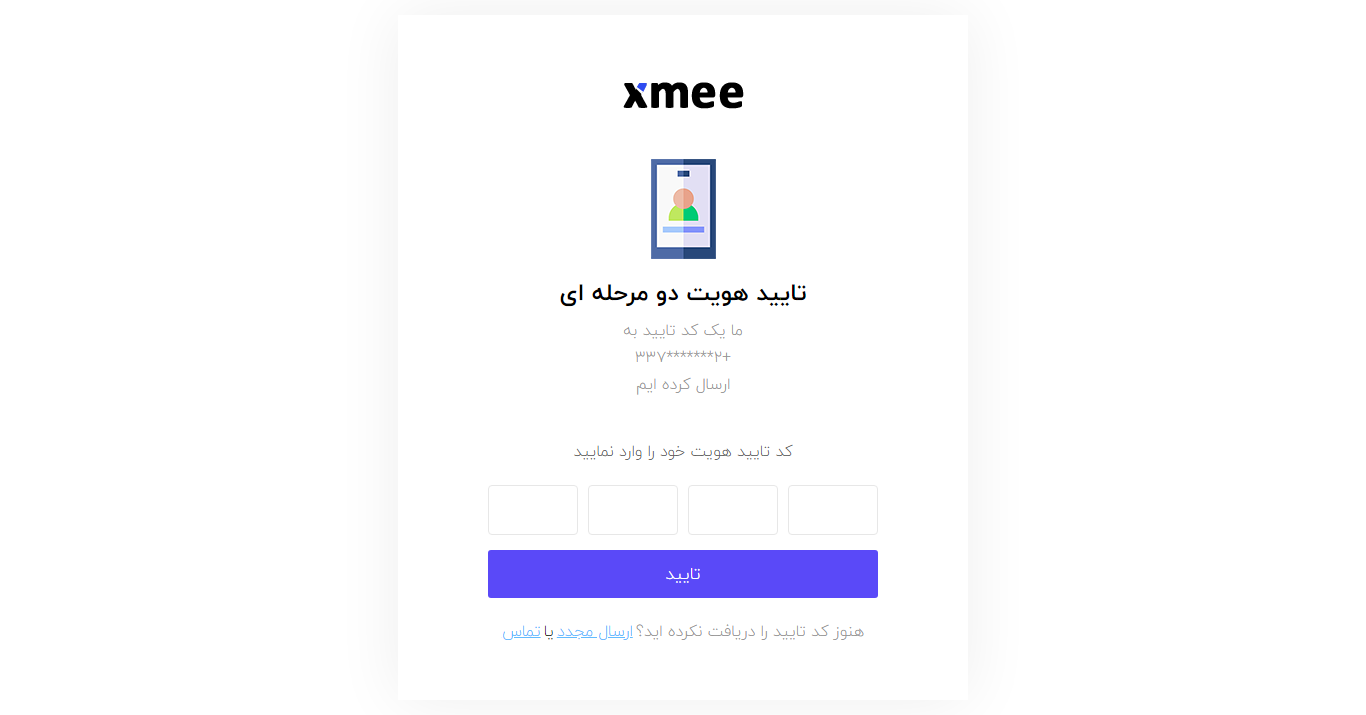 xmee
تایید هویت دو مرحله ای
ما یک کد تایید به
+۲*******۳۳۷
ارسال کرده ایم
کد تایید هویت خود را وارد نمایید
تایید
هنوز کد تایید را دریافت نکرده اید؟ ارسال مجدد یا تماس